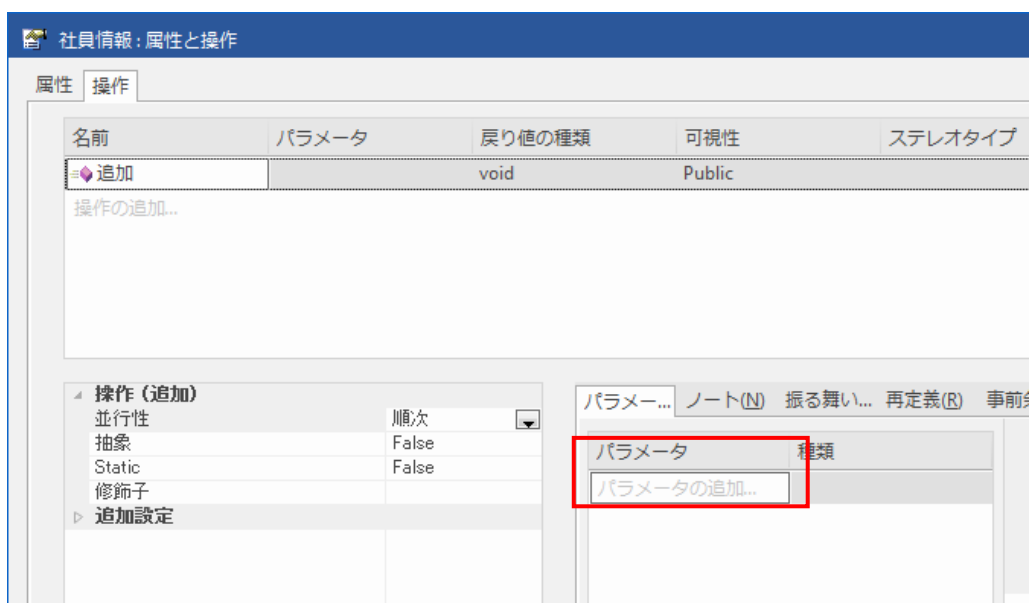 社員情報 : 属性と操作
属性 操作
名前 パラメータ 戻り値の種類 可視性 ステレオタイプ
追加 void Public
操作の追加...
操作 (追加)
並行性 順次
抽象 False
Static False
修飾子
追加設定
パラメー... ノート(N) 振る舞い... 再定義(R) 事前条
パラメータ 種類
パラメータの追加...